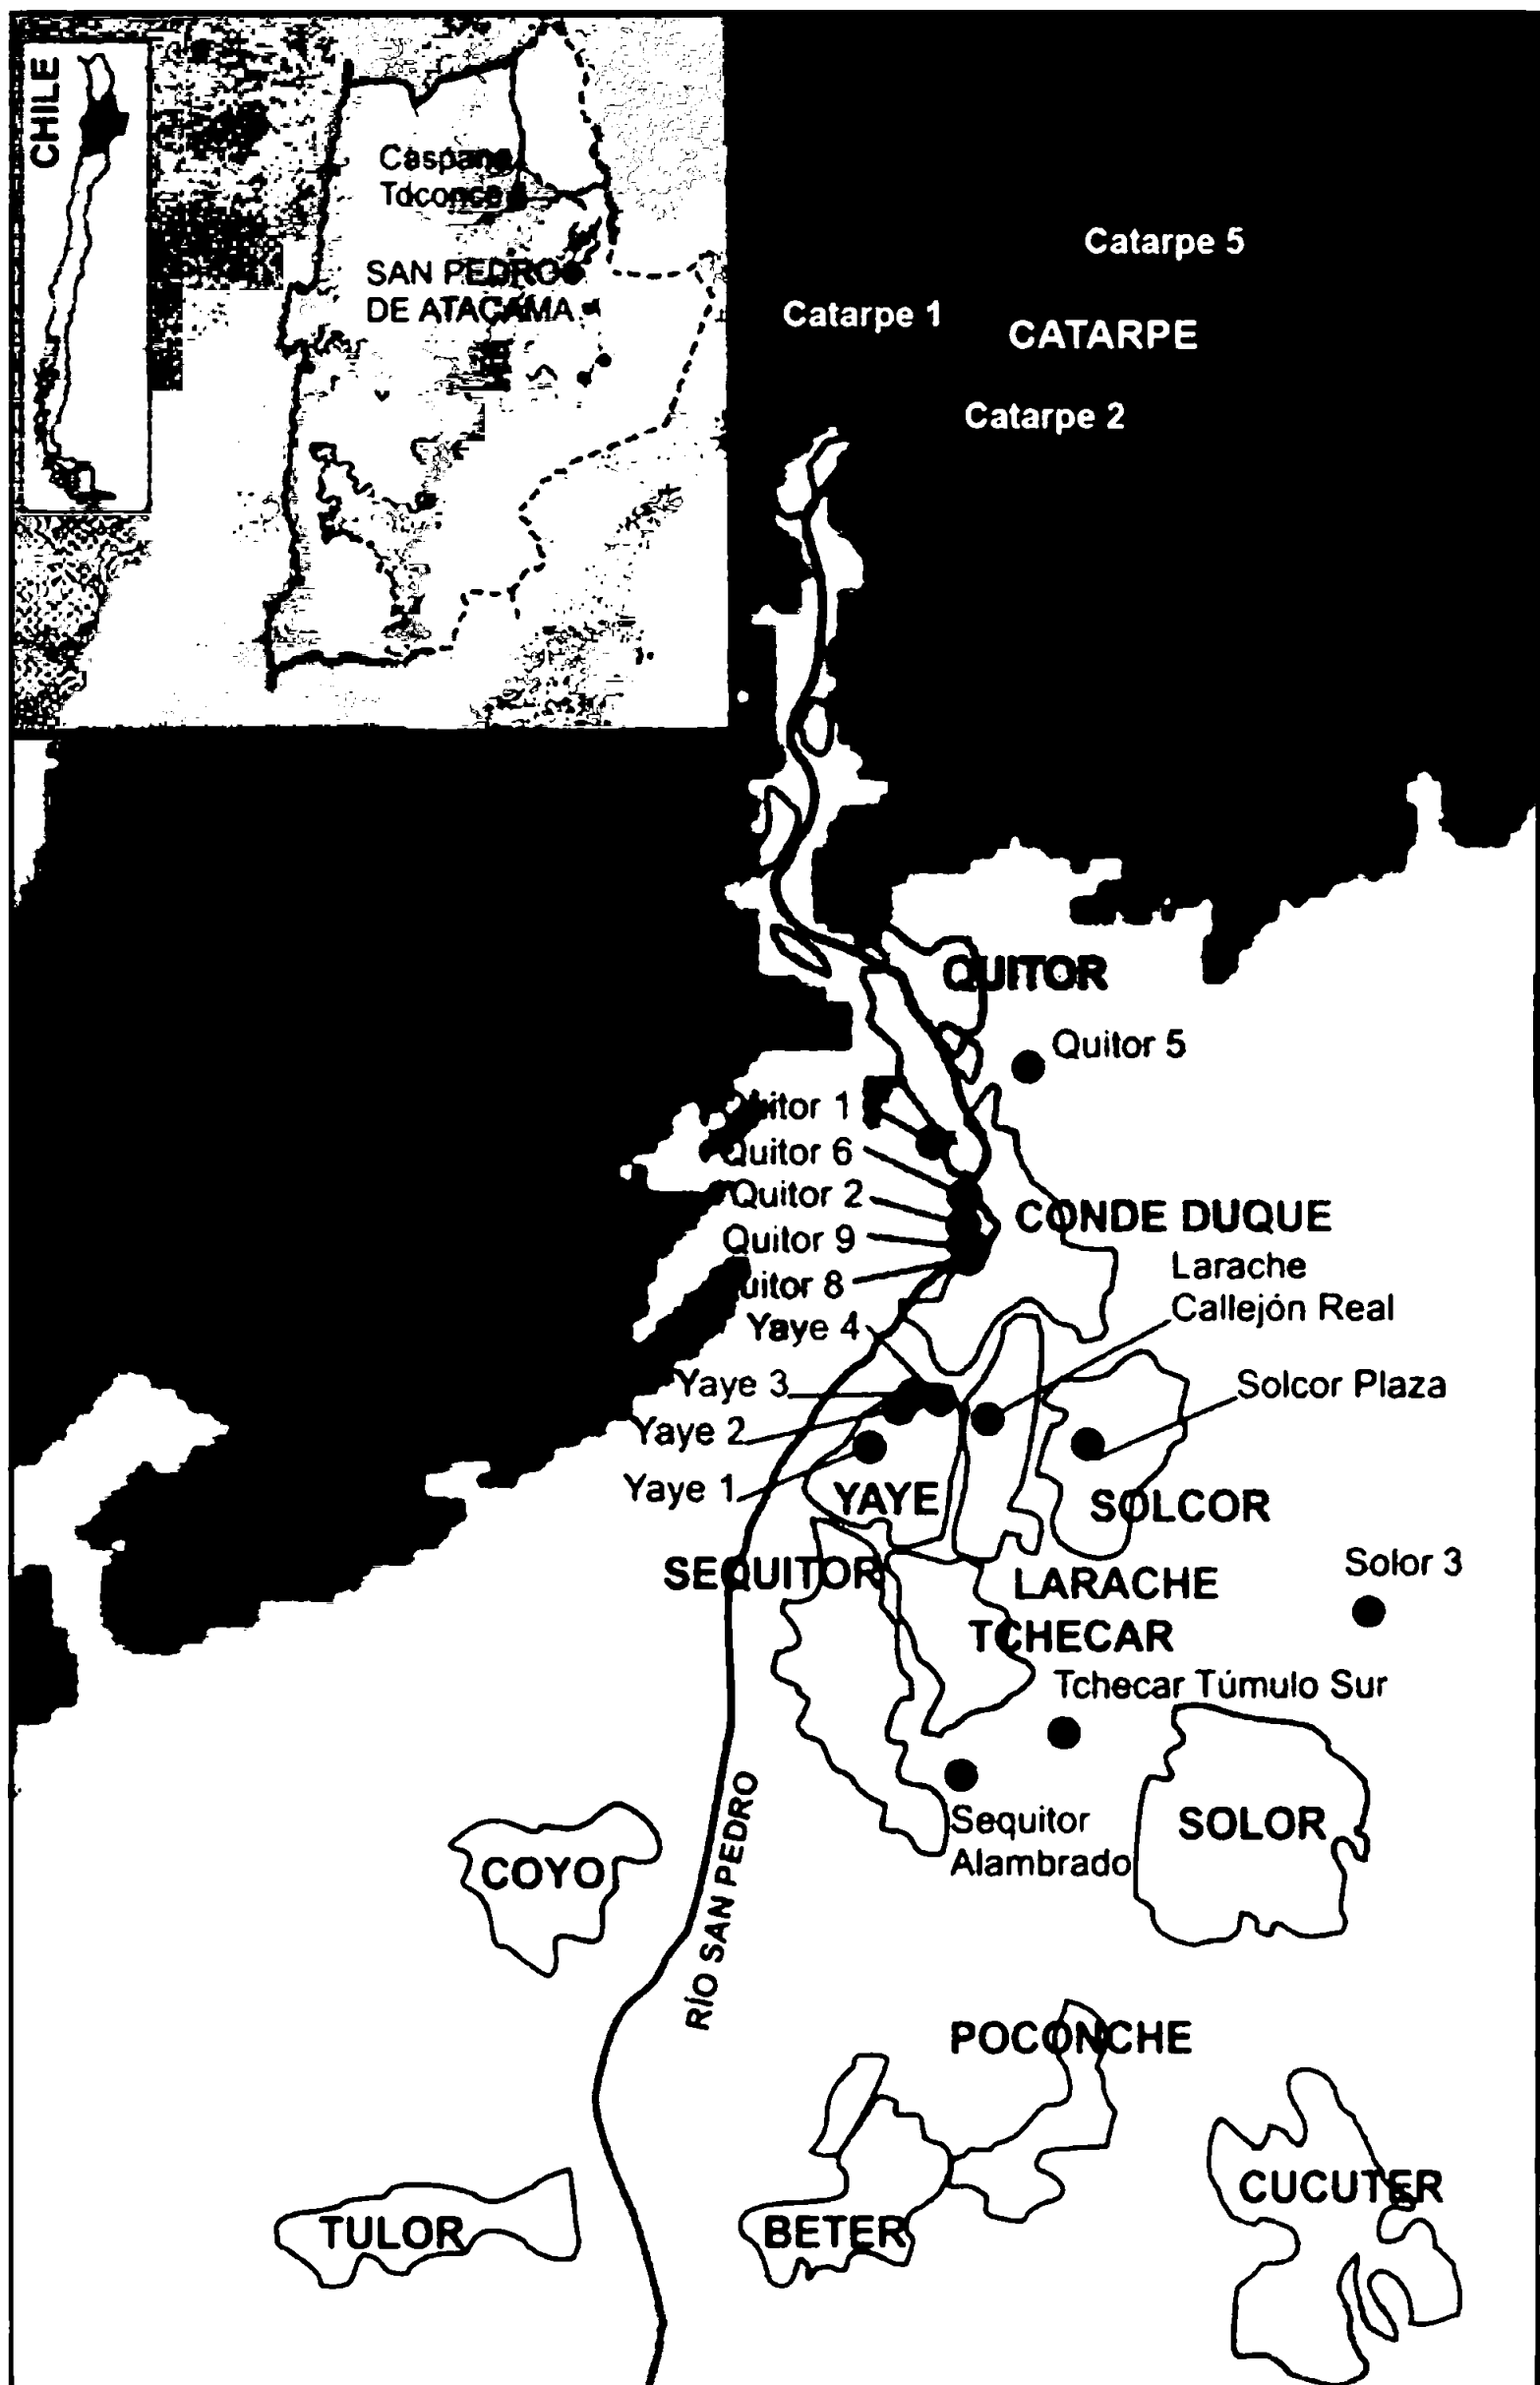 CHILE
Caspana
Toconce
SAN PEDRO
DE ATACAMA
Catarpe 5
Catarpe 1
CATARPE
Catarpe 2
QUITOR
Quitor 5
Quitor 1
Quitor 6
Quitor 2
CONDE DUQUE
Quitor 9
Larache
Callejón Real
Quitor 8
Yaye 4
Yaye 3
Solcor Plaza
Yaye 2
Yaye 1
YAYE
SOLCOR
SEQUITOR
LARACHE
Solor 3
TCHECAR
Tchecar Túmulo Sur
RÍO SAN PEDRO
Sequitor
Alambrado
SOLOR
COYO
POCONCHE
CUCUTER
TULOR
BETER